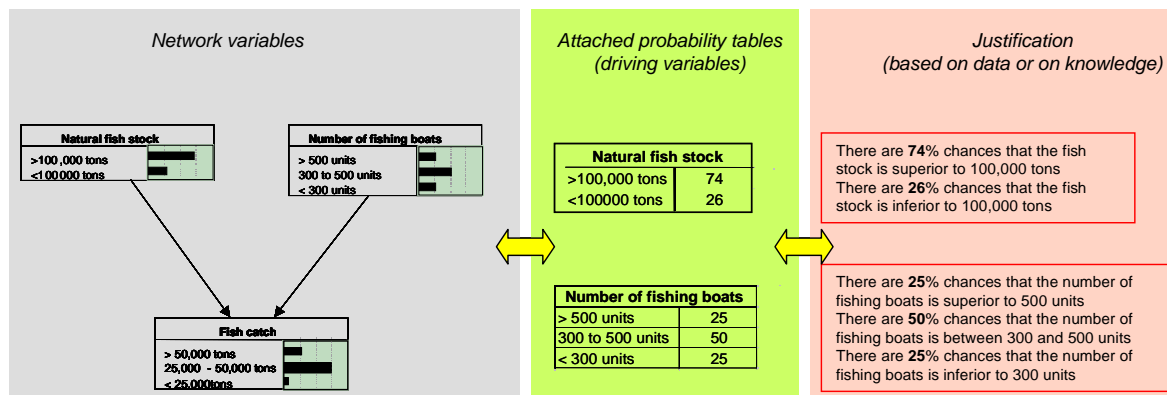 Network variables
Natural fish stock
>100 ,000 tons
<100000 tons
Number of fishing boats
> 500 units
300 to 500 units
< 300 units
Fish catch
> 50,000 tons
25,000 - 50,000 tons
< 25.000tons
Attached probability tables
(driving variables)
Natural fish stock
>100,000 tons 74
<100000 tons 26
Number of fishing boats
> 500 units 25
300 to 500 units 50
< 300 units 25
Justification
(based on data or on knowledge)
There are 74% chances that the fish
stock is superior to 100,000 tons
There are 26% chances that the fish
stock is inferior to 100,000 tons
There are 25% chances that the number of
fishing boats is superior to 500 units
There are 50% chances that the number of
fishing boats is between 300 and 500 units
There are 25% chances that the number of
fishing boats is inferior to 300 units